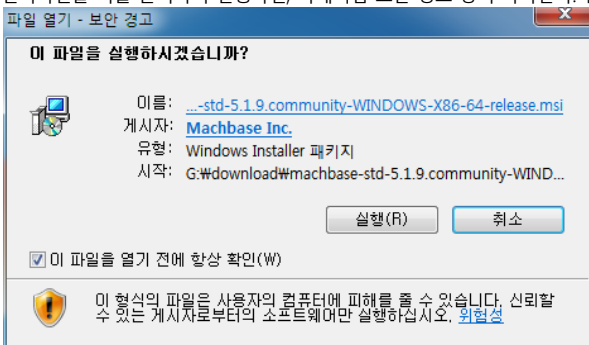 파일 열기 - 보안 경고
이 파일을 실행하시겠습니까?
이름: ...-std-5.1.9.community-WINDOWS-X86-64-release.msi
게시자: Machbase Inc.
유형: Windows Installer 패키지
시작: G:₩download₩machbase-std-5.1.9.community-WIND...
실행(R) 취소
이 파일을 열기 전에 항상 확인(W)
이 형식의 파일은 사용자의 컴퓨터에 피해를 줄 수 있습니다. 신뢰할
수 있는 게시자로부터의 소프트웨어만 실행하십시오. 위험성